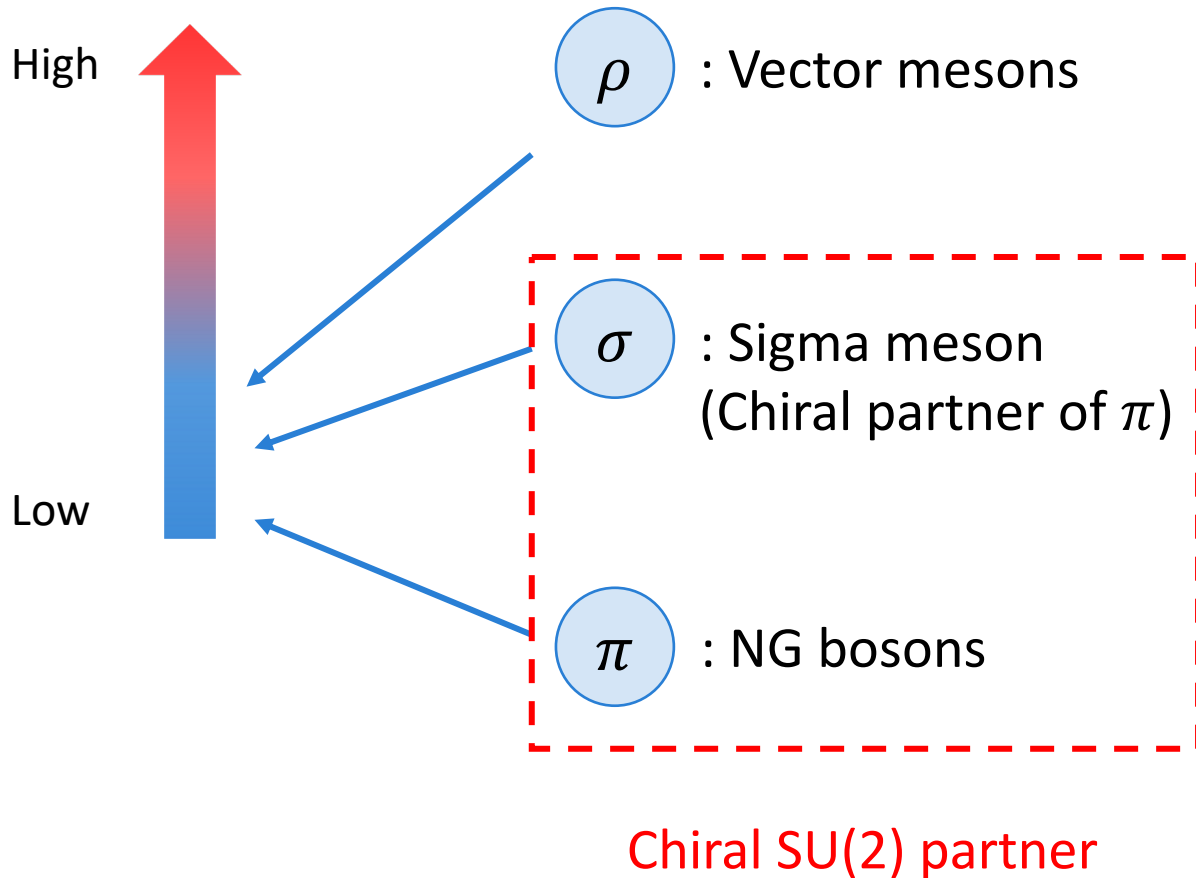 High
ρ : Vector mesons
σ : Sigma meson
(Chiral partner of π)
Low
π : NG bosons
Chiral SU(2) partner